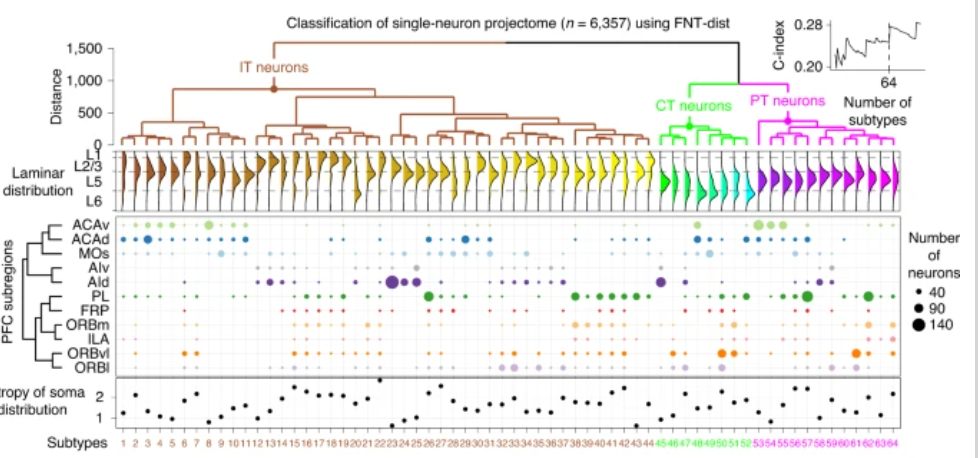 Classification of single-neuron projectome (n = 6,357) using FNT-dist
0.28
C-index
0.20
64
Number of
subtypes
1,500
1,000
500
0
Distance
IT neurons
CT neurons
PT neurons
L1
L2/3
L5
L6
Laminar
distribution
ACAv
ACAd
MOs
AIv
AId
PL
FRP
ORBm
ILA
ORBvl
ORBl
PFC subregions
Number
of
neurons
40
90
140
tropy of soma
distribution
2
1
Subtypes 1 2 3 4 5 6 7 8 9 10 11 12 13 14 15 16 17 18 19 20 21 22 23 24 25 26 27 28 29 30 31 32 33 34 35 36 37 38 39 40 41 42 43 44 45 46 47 48 49 50 51 52 53 54 55 56 57 58 59 60 61 62 63 64